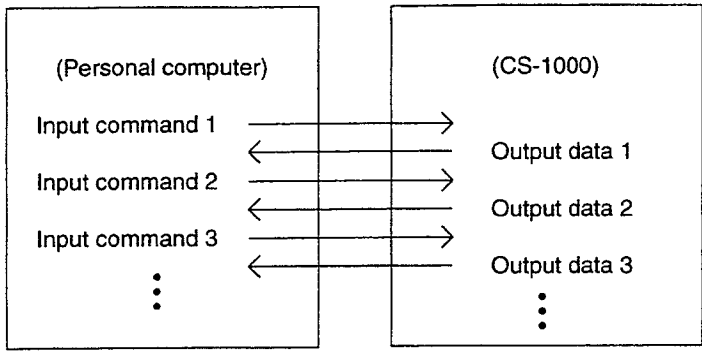 (Personal computer)
(CS-1000)
Input command 1
Output data 1
Input command 2
Output data 2
Input command 3
Output data 3